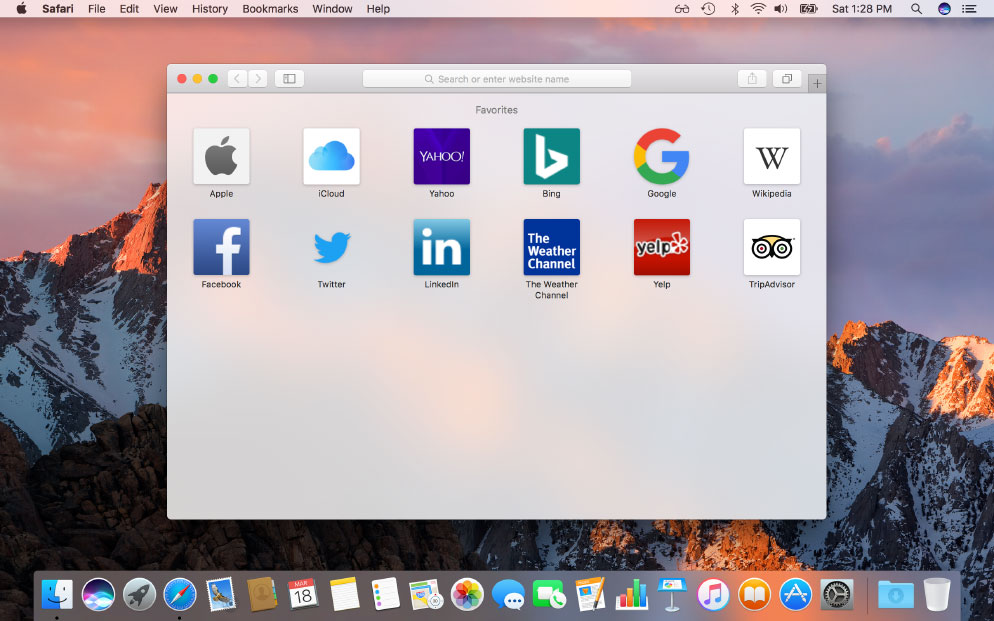 Safari File Edit View History Bookmarks Window Help Sat 1:28 PM
Search or enter website name
Favorites
YAHOO!
W
Apple iCloud Yahoo Bing Google Wikipedia
f in The Weather Channel yelp
Facebook Twitter LinkedIn The Weather Channel Yelp TripAdvisor
MAR
18